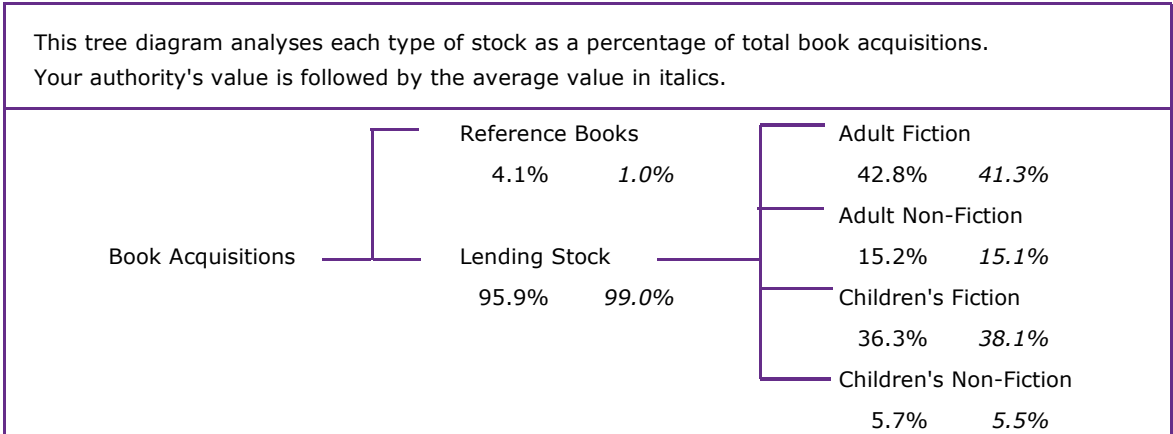 This tree diagram analyses each type of stock as a percentage of total book acquisitions.
Your authority's value is followed by the average value in italics.
Reference Books Adult Fiction
4.1% 1.0% 42.8% 41.3%
Adult Non-Fiction
Book Acquisitions Lending Stock 15.2% 15.1%
95.9% 99.0% Children's Fiction
36.3% 38.1%
Children's Non-Fiction
5.7% 5.5%